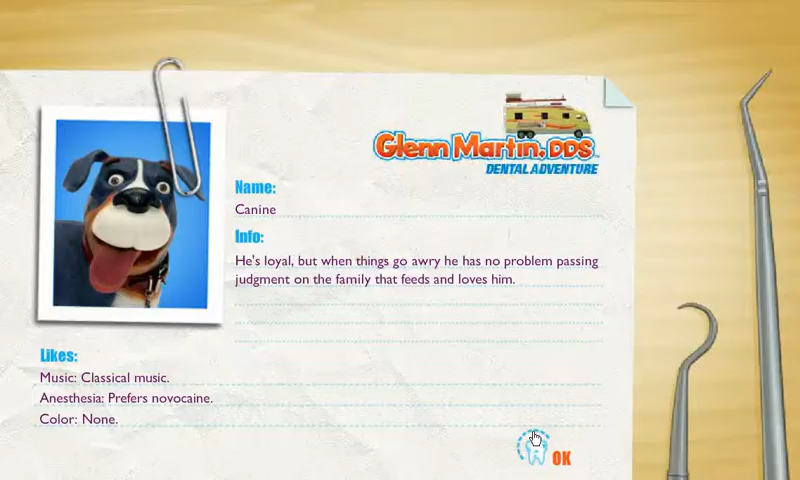 Glenn Martin, DDS
DENTAL ADVENTURE
Name:
Canine
Info:
He's loyal, but when things go awry he has no problem passing
judgment on the family that feeds and loves him.
Likes:
Music: Classical music.
Anesthesia: Prefers novocaine.
Color: None.
OK